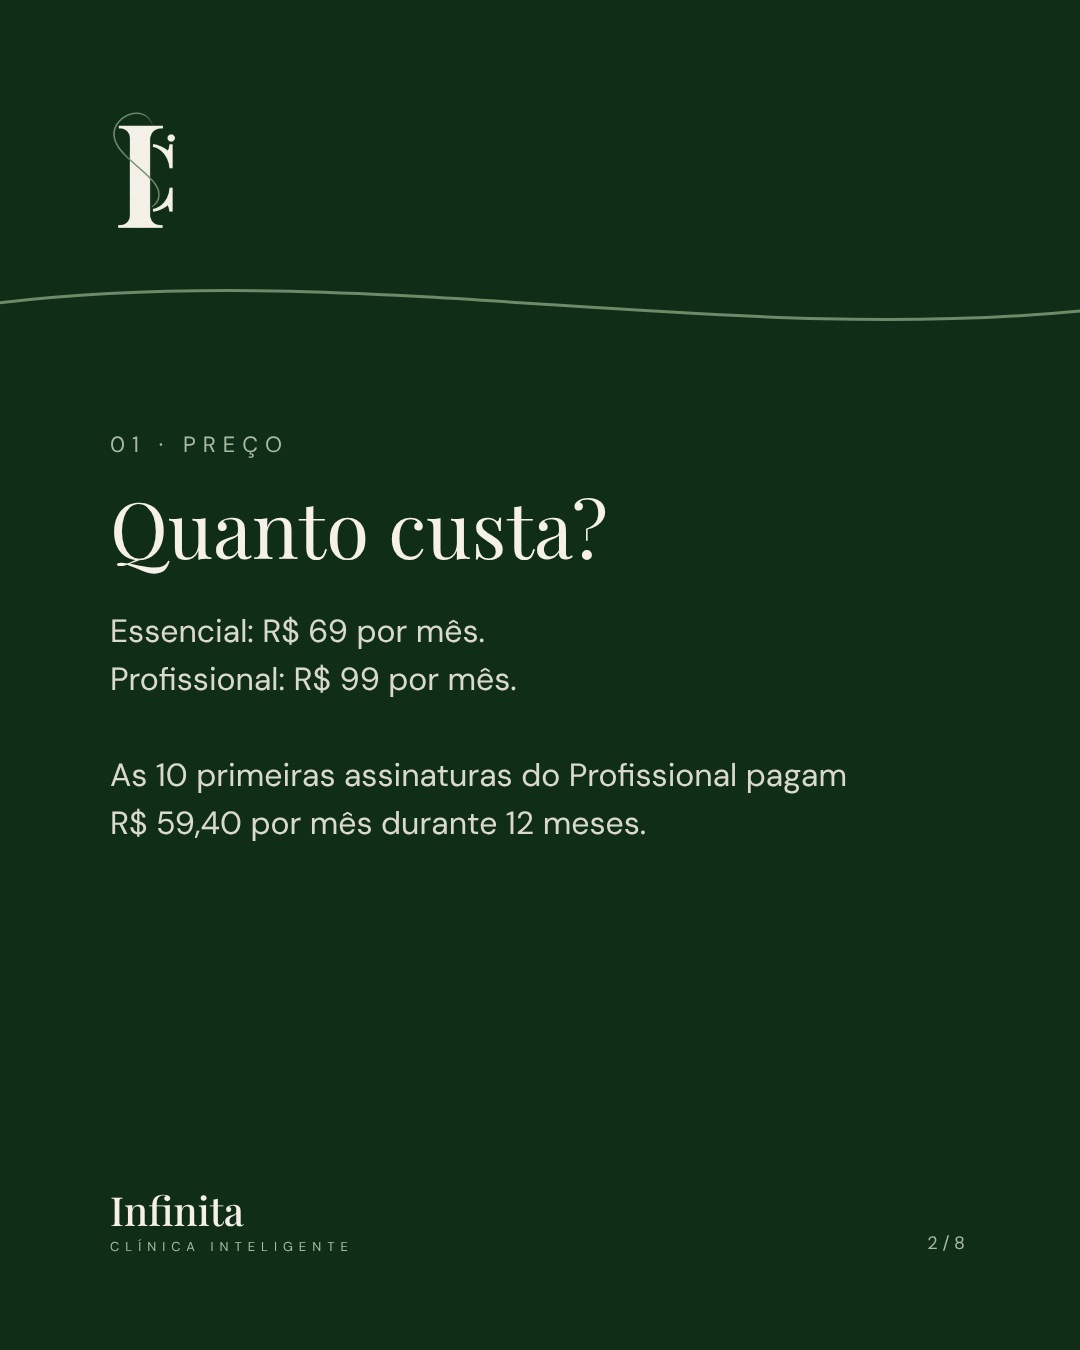 01 · PREÇO
Quanto custa?
Essencial: R$ 69 por mês.
Profissional: R$ 99 por mês.
As 10 primeiras assinaturas do Profissional pagam
R$ 59,40 por mês durante 12 meses.
Infinita
CLÍNICA INTELIGENTE
2 / 8